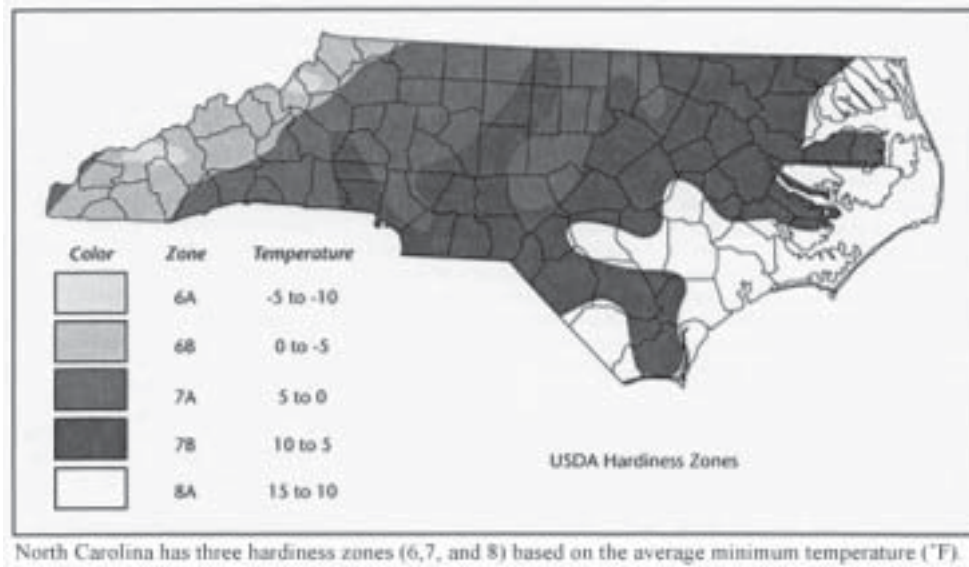 Color Zone Temperature
6A -5 to -10
6B 0 to -5
7A 5 to 0
7B 10 to 5
8A 15 to 10
USDA Hardiness Zones
North Carolina has three hardiness zones (6,7, and 8) based on the average minimum temperature (˚F).